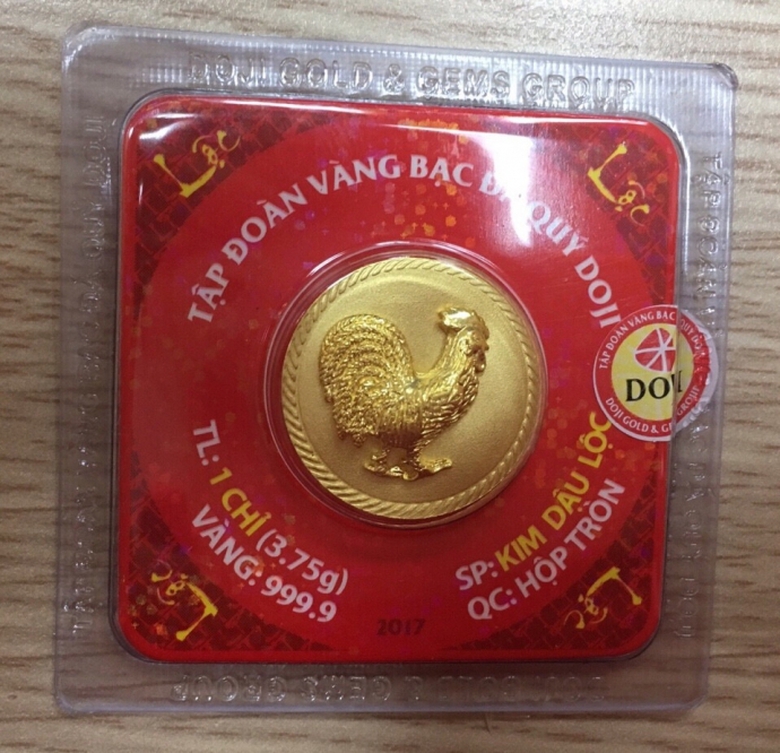 DOJI GOLD & GEMS GROUP
Lộc
Lộc
TẬP ĐOÀN VÀNG BẠC ĐÁ QUÝ DOJI
TẬP ĐOÀN VÀNG BẠC
DOJI
DOJI GOLD &
TL: 1 CHỈ (3,75g)
VÀNG: 999.9
SP: KIM DẬU LỘC
QC: HỘP TRÒN
Lộc
Lộc
2017
DOJI GOLD & GEMS GROUP